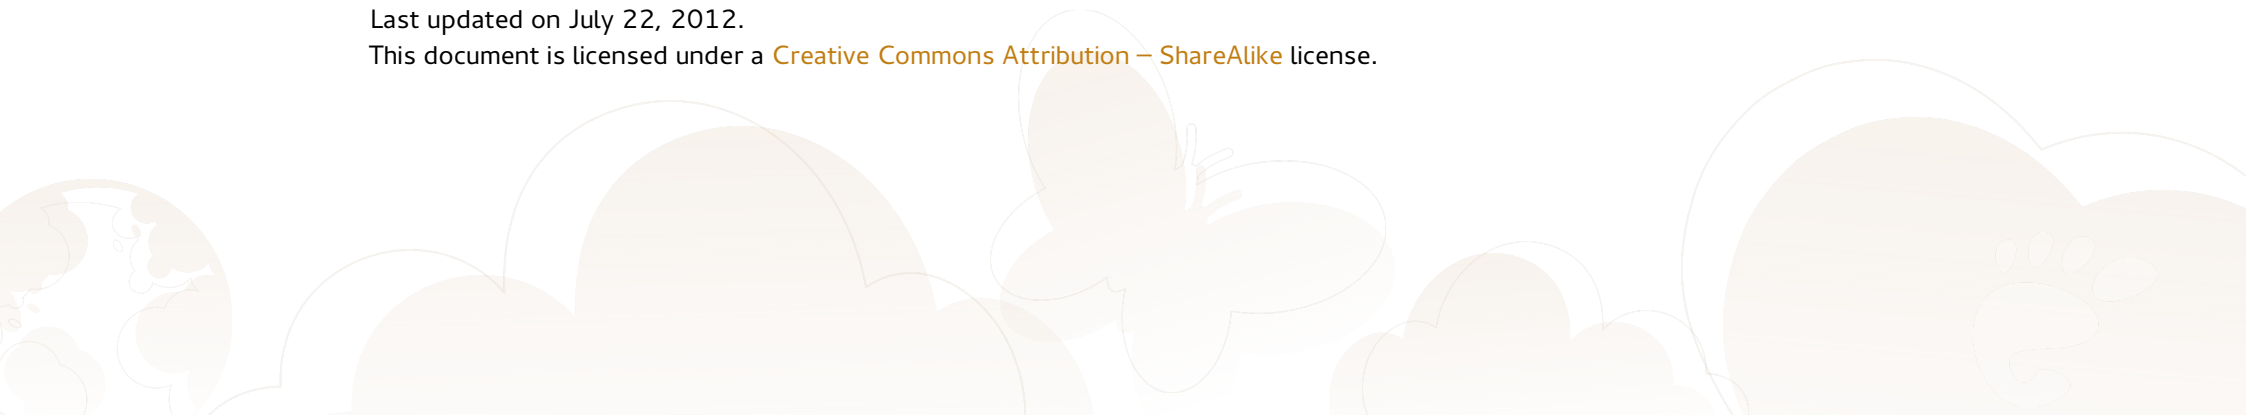 Last updated on July 22, 2012.
This document is licensed under a Creative Commons Attribution – ShareAlike license.